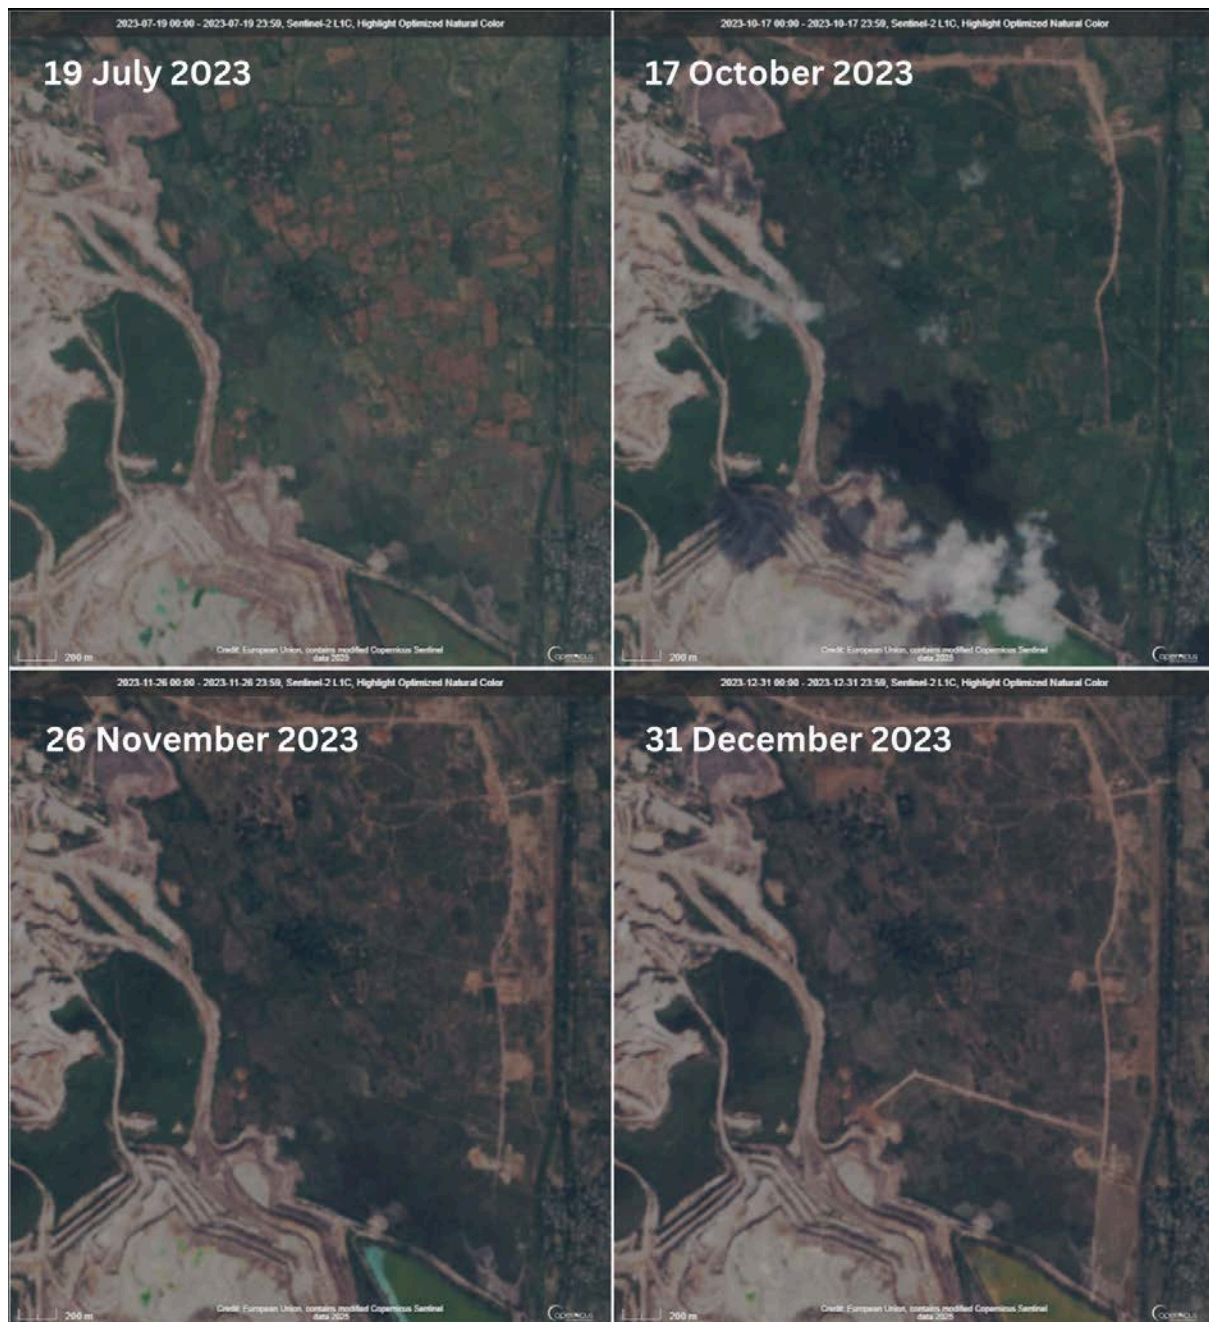 2023-07-19 00:00 - 2023-07-19 23:59, Sentinel-2 L1C, Highlight Optimized Natural Color
19 July 2023
200 m
Credit: European Union, contains modified Copernicus Sentinel
data 2025
Copernicus
2023-10-17 00:00 - 2023-10-17 23:59, Sentinel-2 L1C, Highlight Optimized Natural Color
17 October 2023
200 m
Credit: European Union, contains modified Copernicus Sentinel
data 2025
Copernicus
2023-11-26 00:00 - 2023-11-26 23:59, Sentinel-2 L1C, Highlight Optimized Natural Color
26 November 2023
200 m
Credit: European Union, contains modified Copernicus Sentinel
data 2025
Copernicus
2023-12-31 00:00 - 2023-12-31 23:59, Sentinel-2 L1C, Highlight Optimized Natural Color
31 December 2023
200 m
Credit: European Union, contains modified Copernicus Sentinel
data 2025
Copernicus